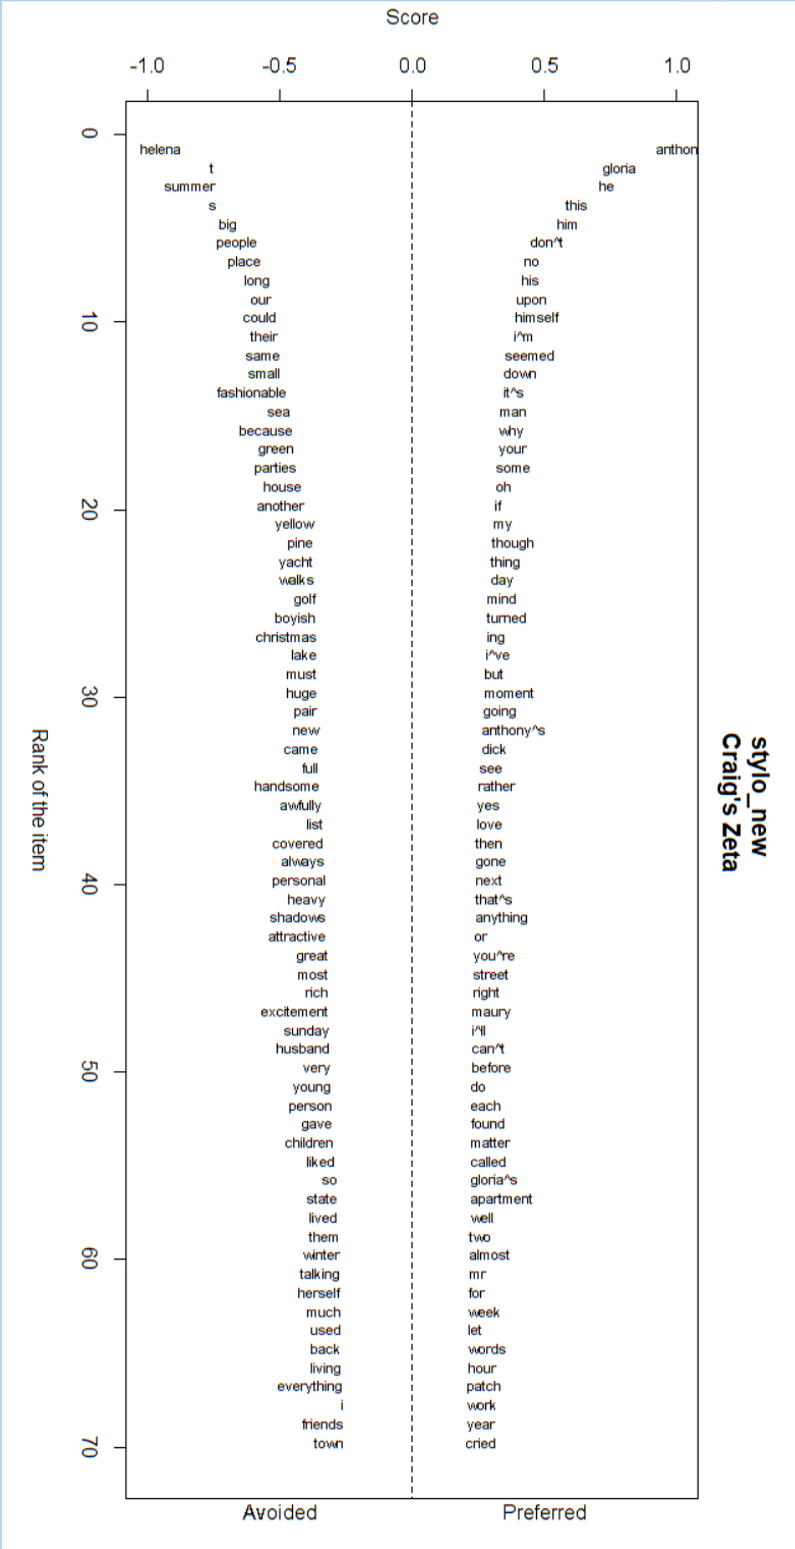 Score
-1.0 -0.5 0.0 0.5 1.0
0
helena anthon
t gloria
summer he
s this
big him
people don^t
place no
long his
our upon
10 could himself
their i^m
same seemed
small down
fashionable it^s
sea man
because why
green your
parties some
house oh
20 another if
yellow my
pine though
yacht thing
walks day
golf mind
boyish turned
christmas ing
lake i^ve
must but
30 huge moment
pair going
new anthony^s
came dick
full see
handsome rather
awfully yes
list love
covered then
always gone
40 personal next
heavy that^s
shadows anything
attractive or
great you^re
most street
rich right
excitement maury
sunday i^ll
husband can^t
50 very before
young do
person each
gave found
children matter
liked called
so gloria^s
state apartment
lived well
them two
60 winter almost
talking mr
herself for
much week
used let
back words
living hour
everything patch
i work
friends year
70 town cried
Avoided Preferred
Rank of the item
stylo_new
Craig's Zeta